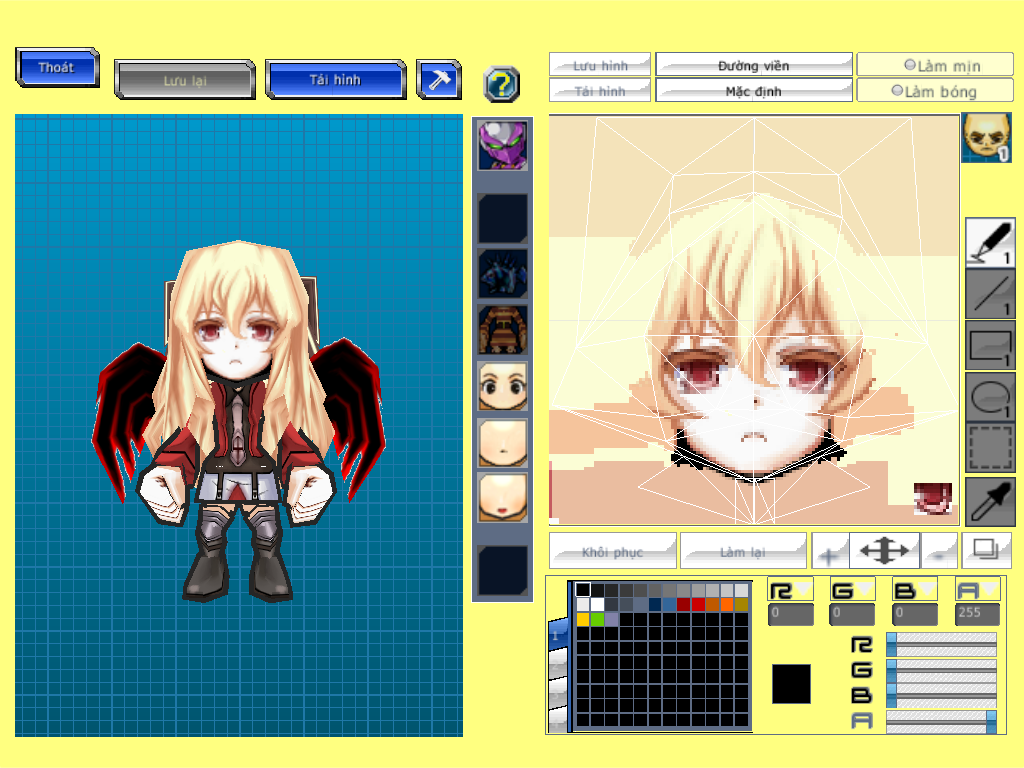 Thoát
Lưu lại
Tải hình
?
Lưu hình
Đường viền
Làm mịn
Tải hình
Mặc định
Làm bóng
1
1
1
1
1
Khôi phục
Làm lại
+
-
R G B A
0 0 0 255
1
R
G
B
A